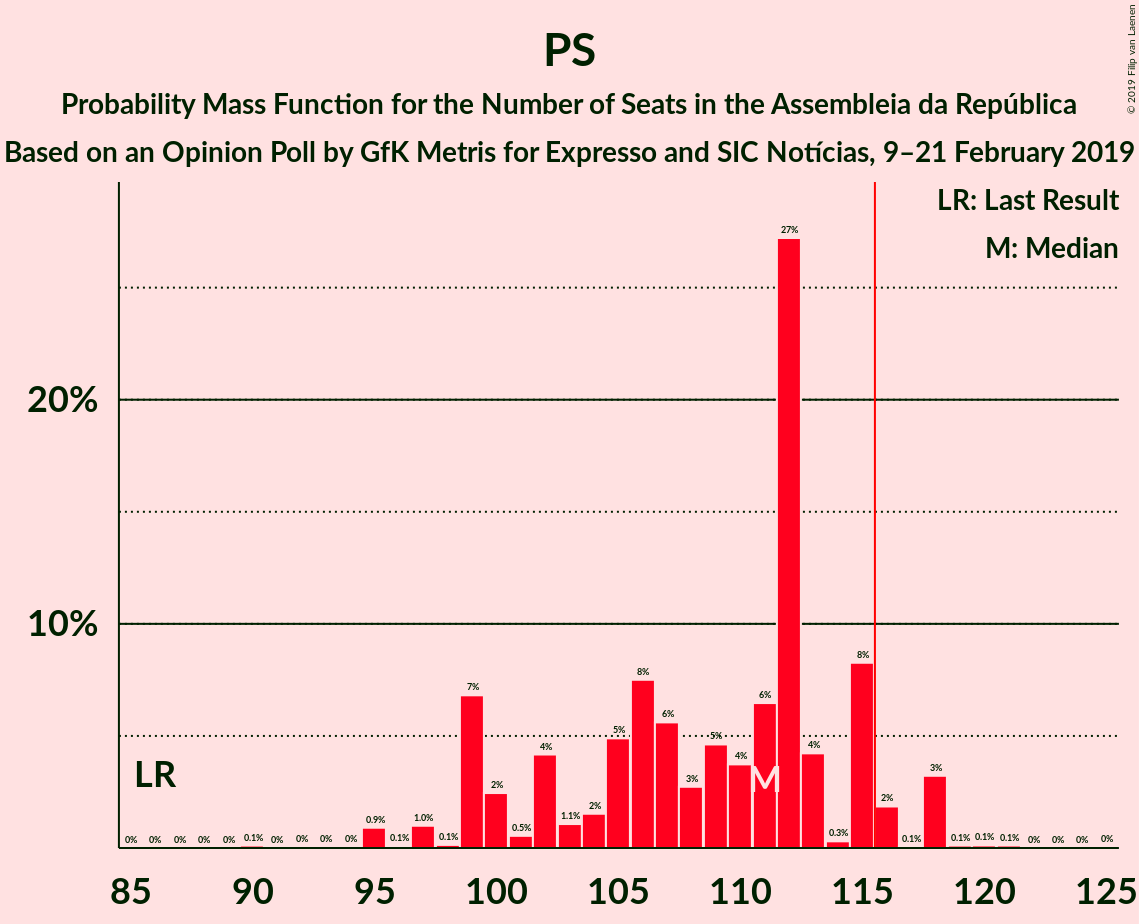 PS
Probability Mass Function for the Number of Seats in the Assembleia da República
Based on an Opinion Poll by GfK Metris for Expresso and SIC Notícias, 9–21 February 2019
© 2019 Filip van Laenen
LR: Last Result
M: Median
20%
10%
LR
M
0% 0% 0% 0% 0% 0.1% 0% 0% 0% 0% 0.9% 0.1% 1.0% 0.1% 7% 2% 0.5% 4% 1.1% 2% 5% 8% 6% 3% 5% 4% 6% 27% 4% 0.3% 8% 2% 0.1% 3% 0.1% 0.1% 0.1% 0% 0% 0% 0%
85 90 95 100 105 110 115 120 125